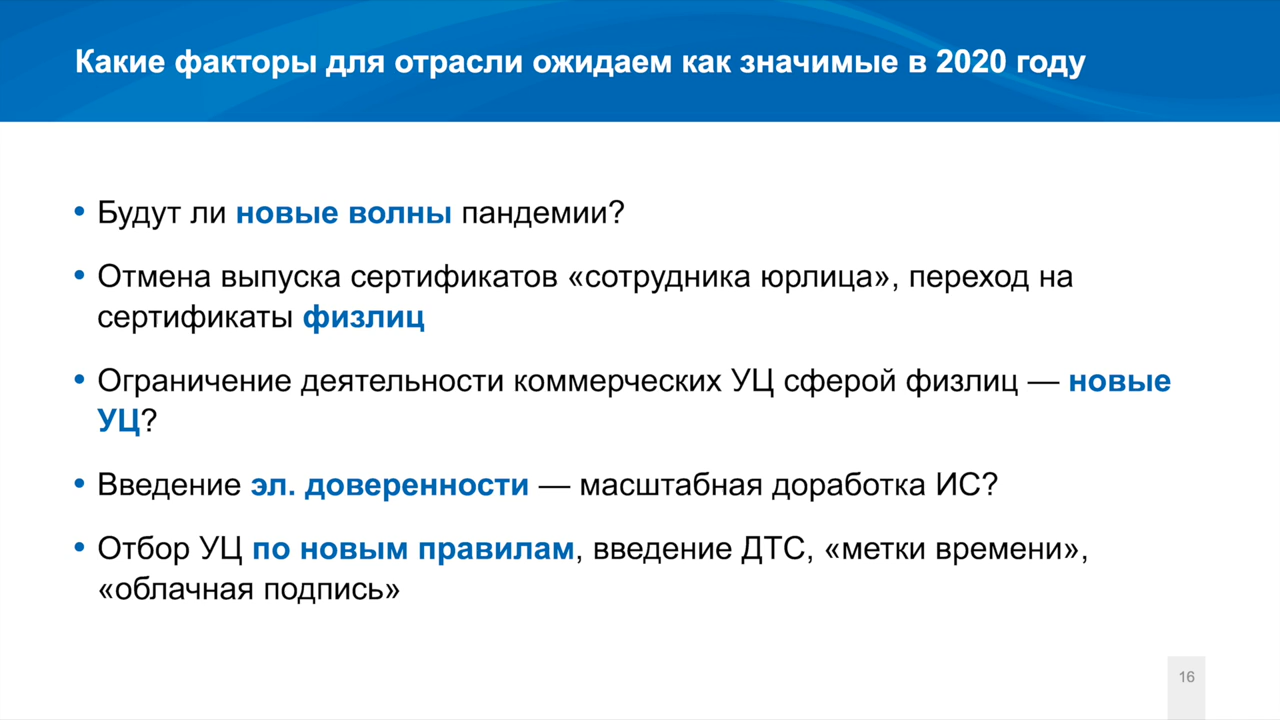 Какие факторы для отрасли ожидаем как значимые в 2020 году
• Будут ли новые волны пандемии?
• Отмена выпуска сертификатов «сотрудника юрлица», переход на
сертификаты физлиц
• Ограничение деятельности коммерческих УЦ сферой физлиц — новые
УЦ?
• Введение эл. доверенности — масштабная доработка ИС?
• Отбор УЦ по новым правилам, введение ДТС, «метки времени»,
«облачная подпись»
16